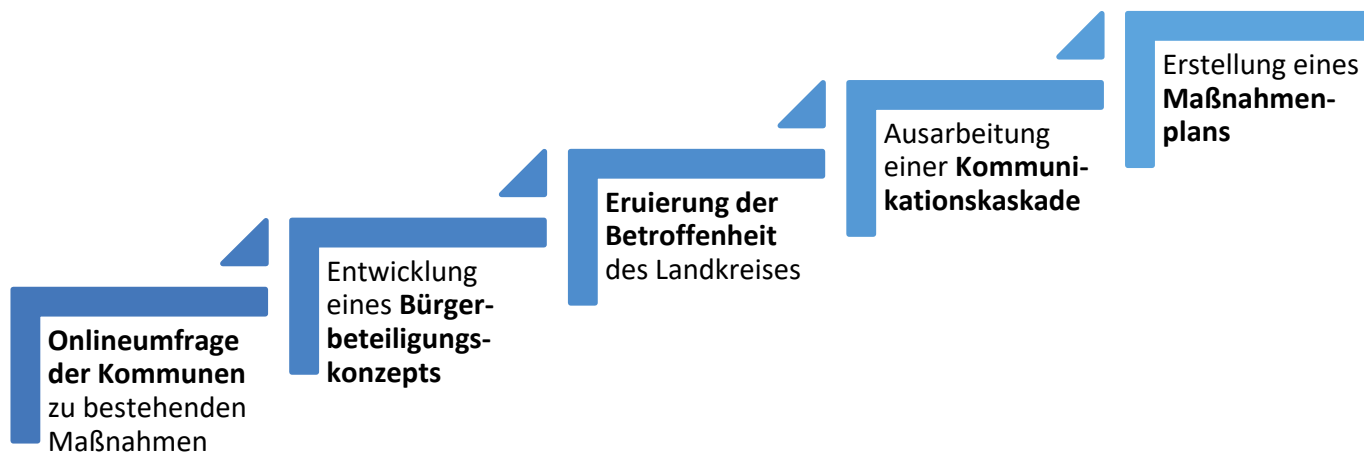 Onlineumfrage
der Kommunen
zu bestehenden
Maßnahmen
Entwicklung
eines Bürger-
beteiligungs-
konzepts
Eruierung der
Betroffenheit
des Landkreises
Ausarbeitung
einer Kommuni-
kationskaskade
Erstellung eines
Maßnahmen-
plans